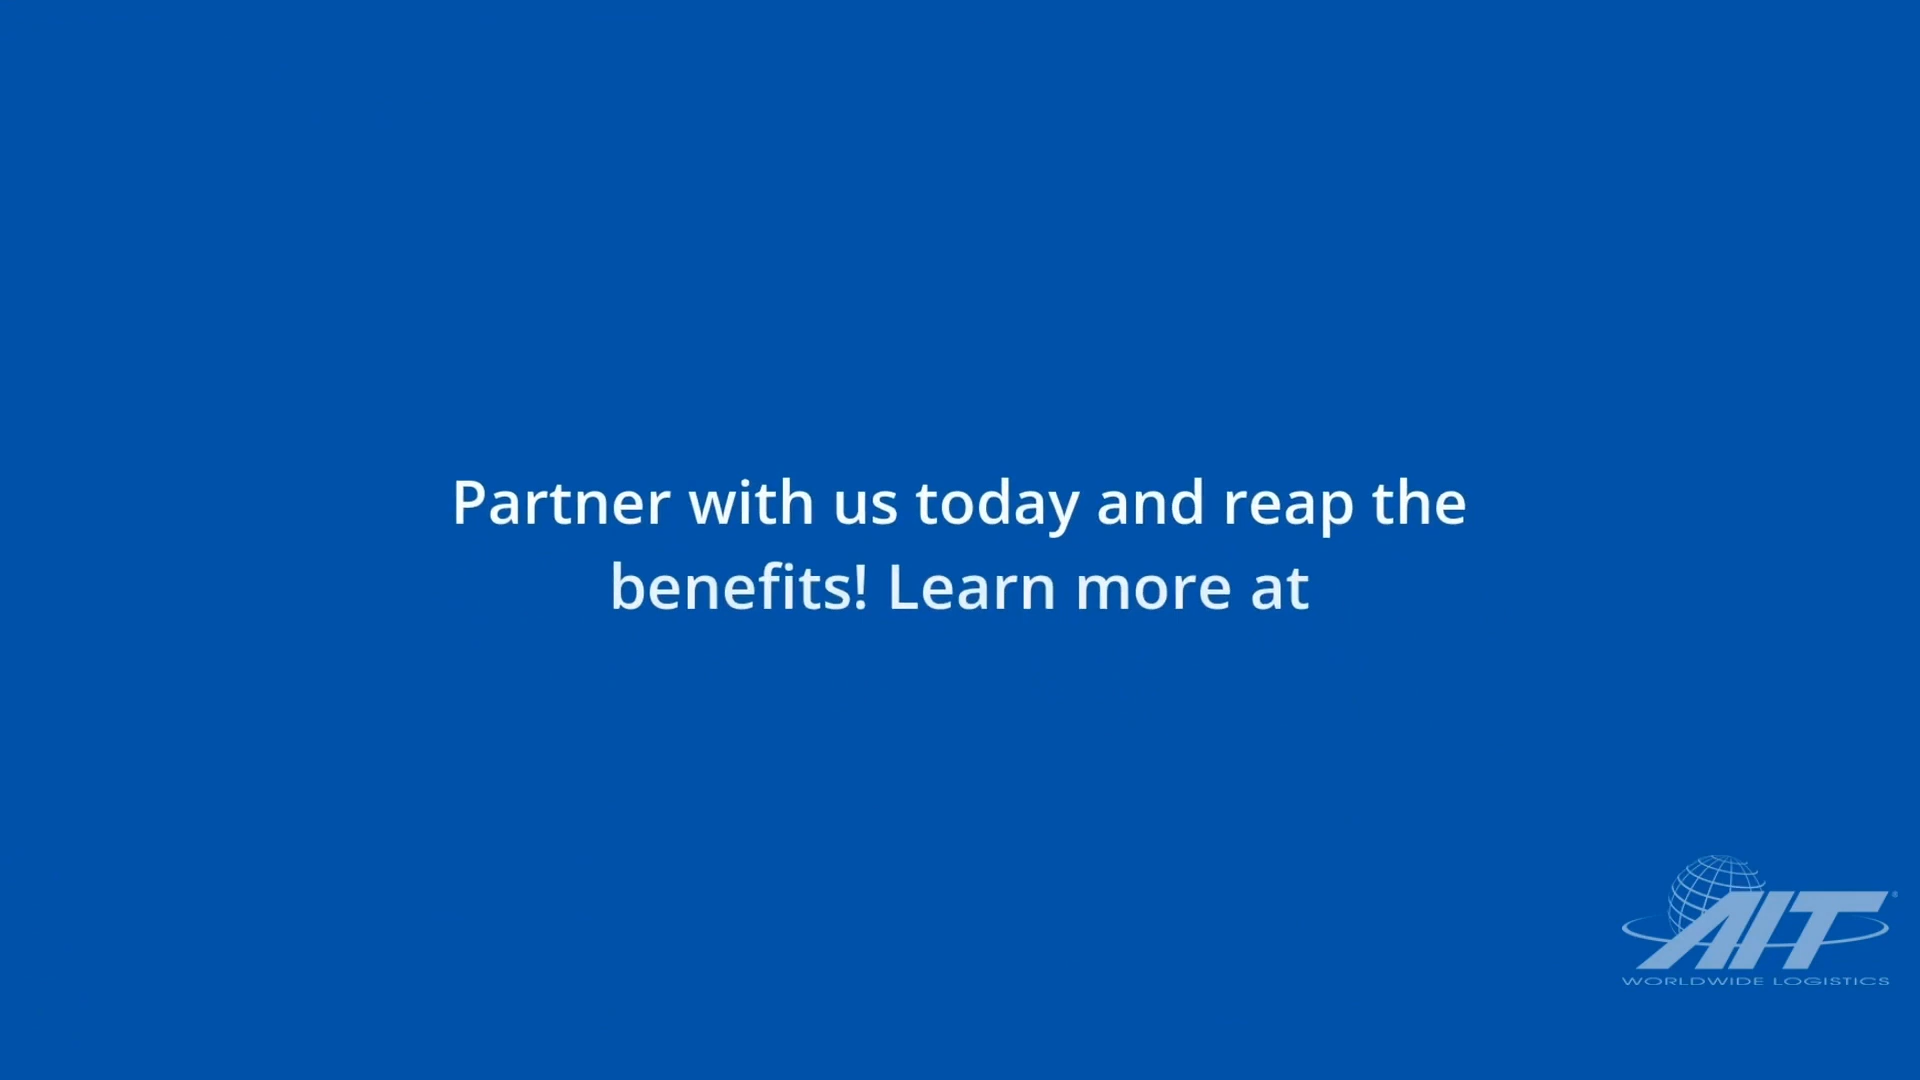 Partner with us today and reap the
benefits! Learn more at
AIT®
WORLDWIDE LOGISTICS